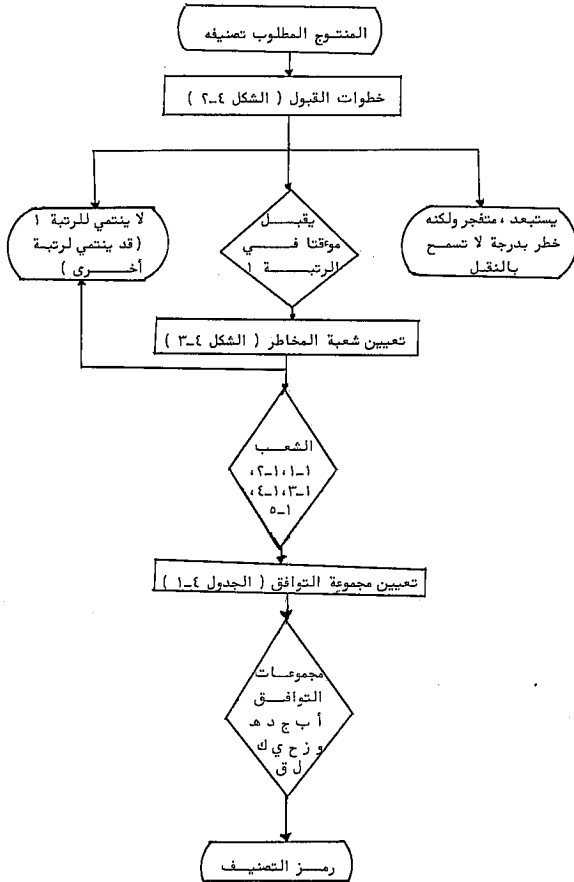 المنتوج المطلوب تصنيفه
خطوات القبول ( الشكل ٤-٢ )
يستبعد ، متفجر ولكنه
خطر بدرجة لا تسمح
بالنقل
يقبل
موءقتا في
الرتبة ١
لا ينتمي للرتبة ١
( قد ينتمي لرتبة
أخرى )
تعيين شعبة المخاطر ( الشكل ٤-٣ )
الشعب
١-١، ١-٢،
١-٣، ١-٤،
١-٥
تعيين مجموعة التوافق ( الجدول ٤-١ )
مجموعات
التوافق
أ ب ج د ه
و ز ح ي ك
ل ق
رمز التصنيف